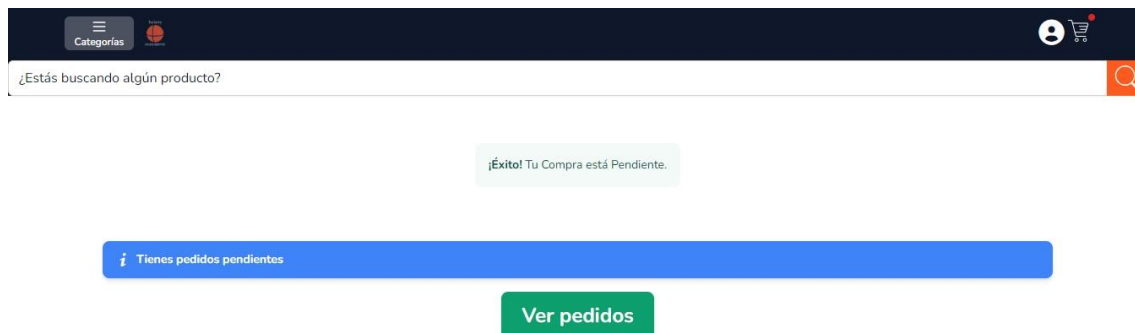 Categorías
¿Estás buscando algún producto?
¡Éxito! Tu Compra está Pendiente.
i Tienes pedidos pendientes
Ver pedidos